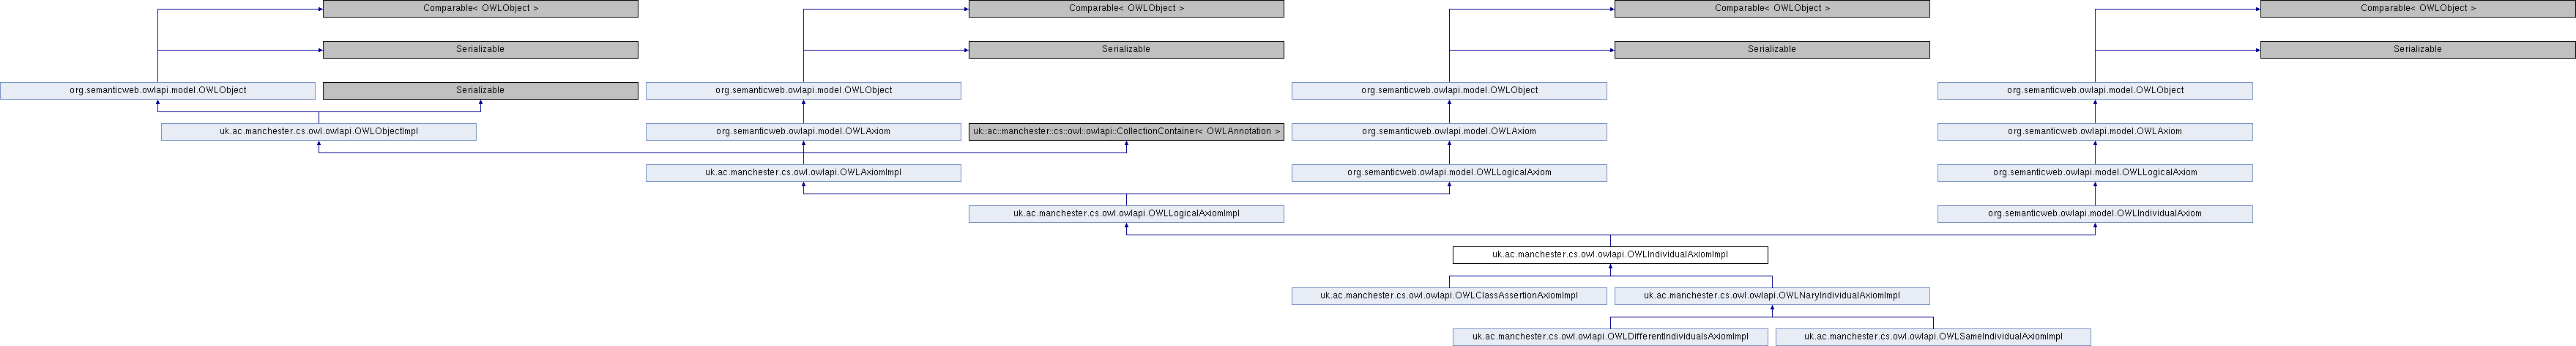 Comparable< OWLObject >
Comparable< OWLObject >
Comparable< OWLObject >
Comparable< OWLObject >
Serializable
Serializable
Serializable
Serializable
org.semanticweb.owlapi.model.OWLObject
Serializable
org.semanticweb.owlapi.model.OWLObject
org.semanticweb.owlapi.model.OWLObject
org.semanticweb.owlapi.model.OWLObject
uk.ac.manchester.cs.owl.owlapi.OWLObjectImpl
org.semanticweb.owlapi.model.OWLAxiom
uk::ac::manchester::cs::owl::owlapi::CollectionContainer< OWLAnnotation >
org.semanticweb.owlapi.model.OWLAxiom
org.semanticweb.owlapi.model.OWLAxiom
uk.ac.manchester.cs.owl.owlapi.OWLAxiomImpl
org.semanticweb.owlapi.model.OWLLogicalAxiom
org.semanticweb.owlapi.model.OWLLogicalAxiom
uk.ac.manchester.cs.owl.owlapi.OWLLogicalAxiomImpl
org.semanticweb.owlapi.model.OWLIndividualAxiom
uk.ac.manchester.cs.owl.owlapi.OWLIndividualAxiomImpl
uk.ac.manchester.cs.owl.owlapi.OWLClassAssertionAxiomImpl
uk.ac.manchester.cs.owl.owlapi.OWLNaryIndividualAxiomImpl
uk.ac.manchester.cs.owl.owlapi.OWLDifferentIndividualsAxiomImpl
uk.ac.manchester.cs.owl.owlapi.OWLSameIndividualAxiomImpl